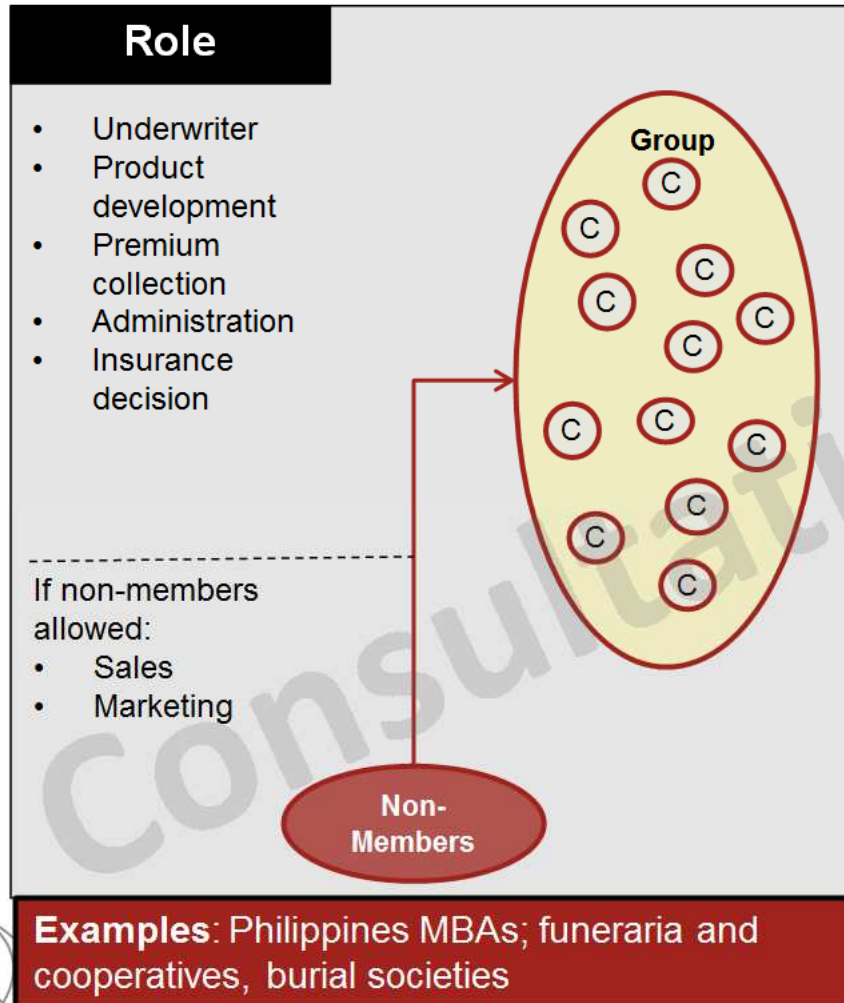 Role
• Underwriter
• Product
development
• Premium
collection
• Administration
• Insurance
decision
If non-members
allowed:
• Sales
• Marketing
Group
C
C
C
C
C
C
C
C
C
C
C
C
Non-
Members
Consultati
Examples: Philippines MBAs; funeraria and
cooperatives, burial societies